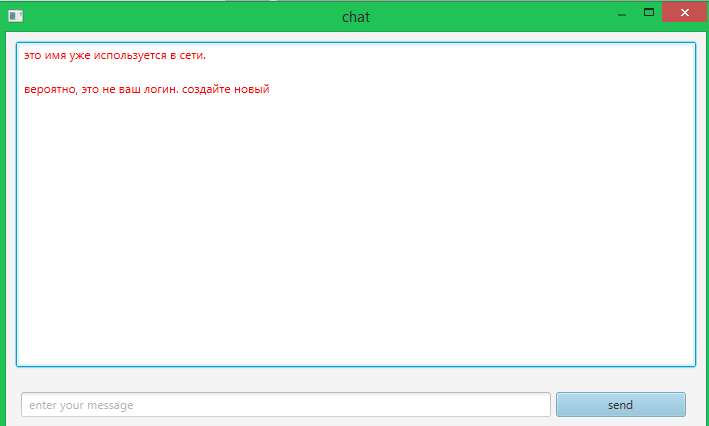 chat
это имя уже используется в сети.
вероятно, это не ваш логин. создайте новый
enter your message
send